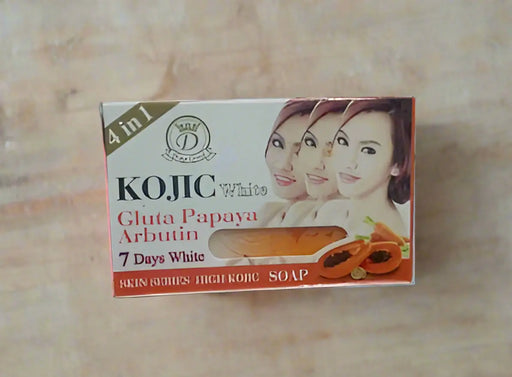 4 in 1
D
KOJIC White
Gluta Papaya
Arbutin
7 Days White
HIGH KOJIC SOAP